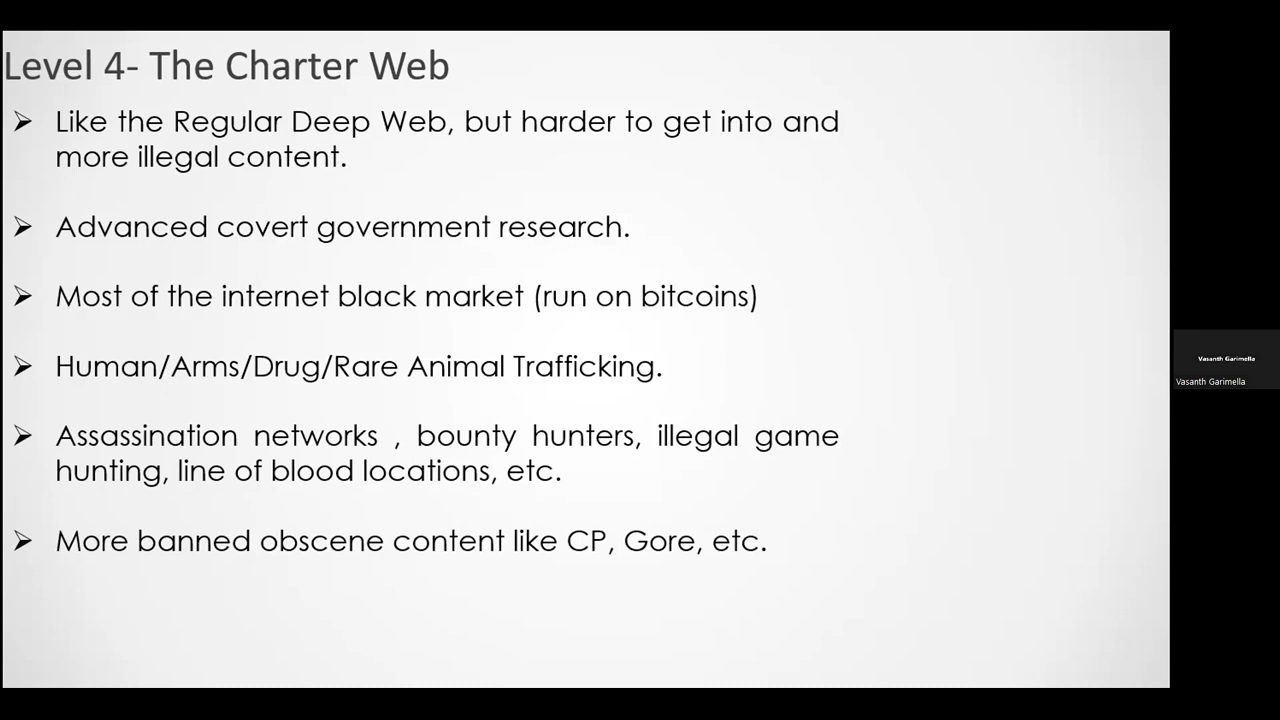 Level 4- The Charter Web
➢ Like the Regular Deep Web, but harder to get into and
more illegal content.
➢ Advanced covert government research.
➢ Most of the internet black market (run on bitcoins)
➢ Human/Arms/Drug/Rare Animal Trafficking.
➢ Assassination networks , bounty hunters, illegal game
hunting, line of blood locations, etc.
➢ More banned obscene content like CP, Gore, etc.
Vasanth Garimella
Vasanth Garimella